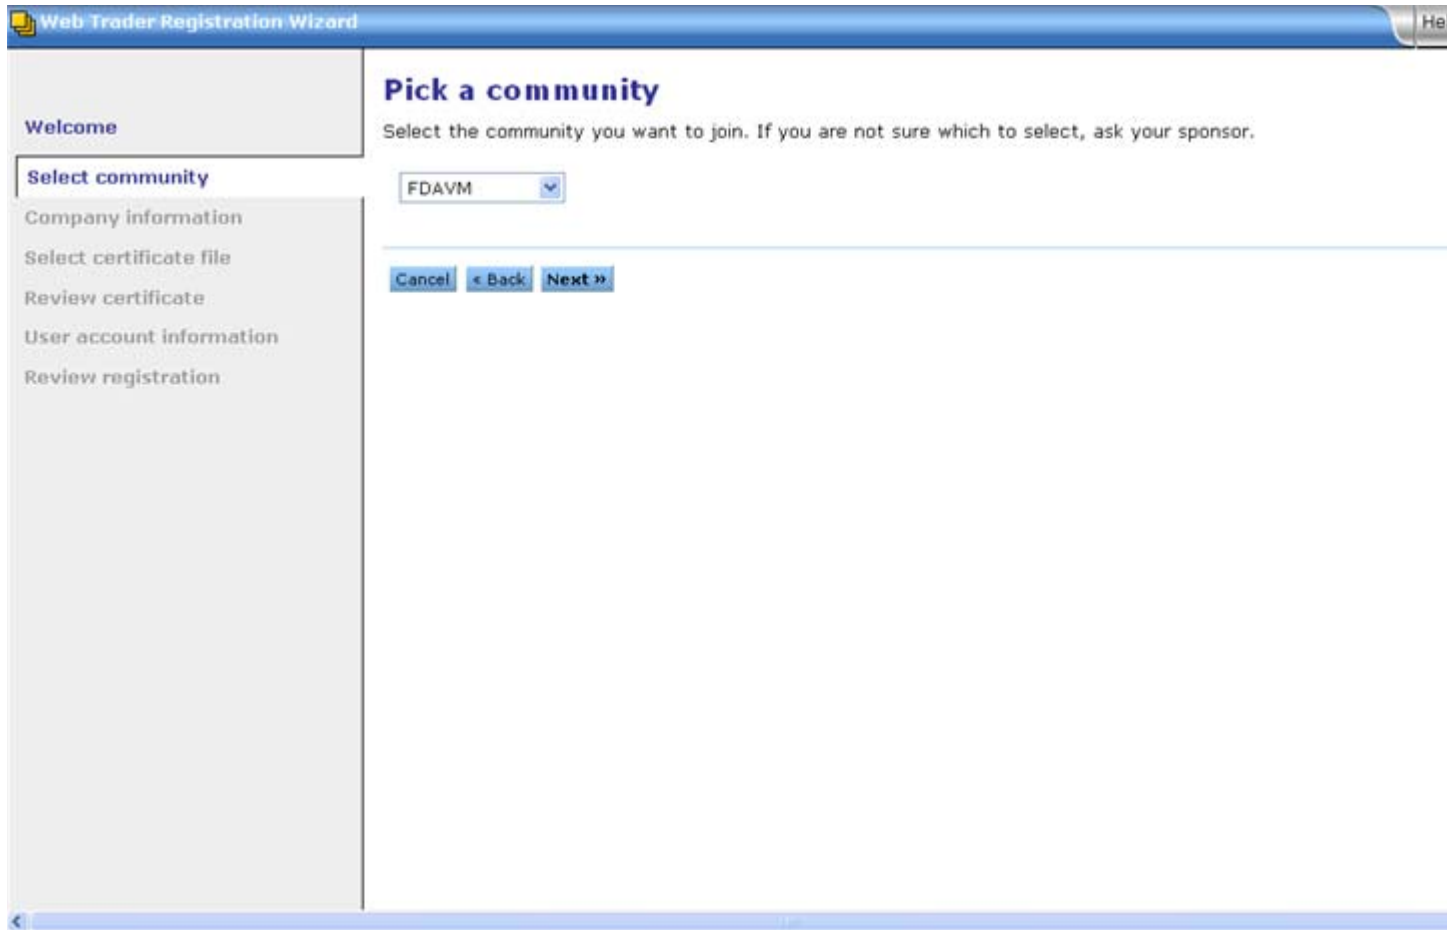 Web Trader Registration Wizard
He
Welcome
Select community
Company information
Select certificate file
Review certificate
User account information
Review registration
Pick a community
Select the community you want to join. If you are not sure which to select, ask your sponsor.
FDAVM
Cancel < Back Next »